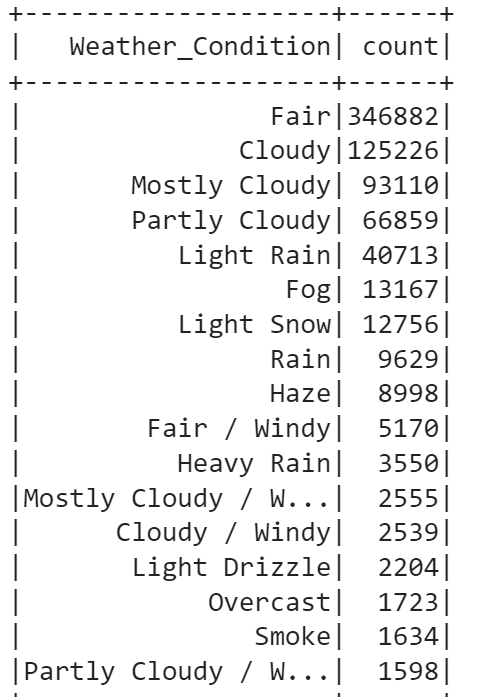 +--------------------+------+
|   Weather_Condition| count|
+--------------------+------+
|                Fair|346882|
|              Cloudy|125226|
|       Mostly Cloudy| 93110|
|       Partly Cloudy| 66859|
|          Light Rain| 40713|
|                 Fog| 13167|
|          Light Snow| 12756|
|                Rain|  9629|
|                Haze|  8998|
|        Fair / Windy|  5170|
|          Heavy Rain|  3550|
|Mostly Cloudy / W...|  2555|
|      Cloudy / Windy|  2539|
|       Light Drizzle|  2204|
|            Overcast|  1723|
|               Smoke|  1634|
|Partly Cloudy / W...|  1598|